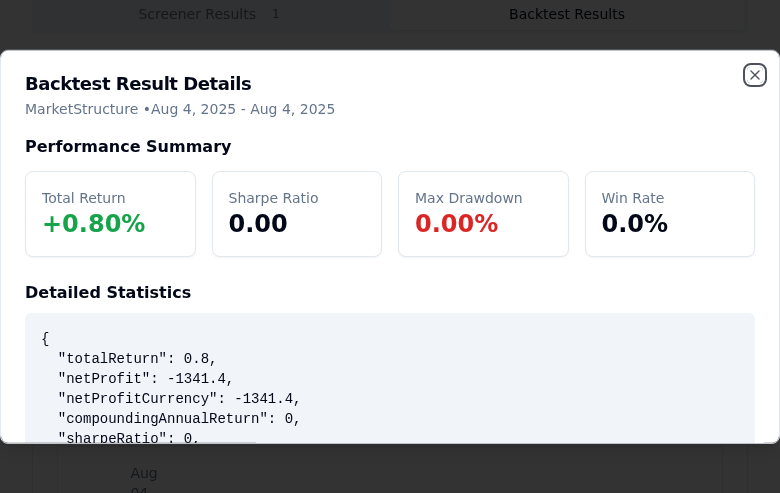 Screener Results 1 Backtest Results
Backtest Result Details
MarketStructure •Aug 4, 2025 - Aug 4, 2025
Performance Summary
Total Return Sharpe Ratio Max Drawdown Win Rate
+0.80% 0.00 0.00% 0.0%
Detailed Statistics
{
"totalReturn": 0.8,
"netProfit": -1341.4,
"netProfitCurrency": -1341.4,
"compoundingAnnualReturn": 0,
"sharpeRatio": 0,
Aug
04